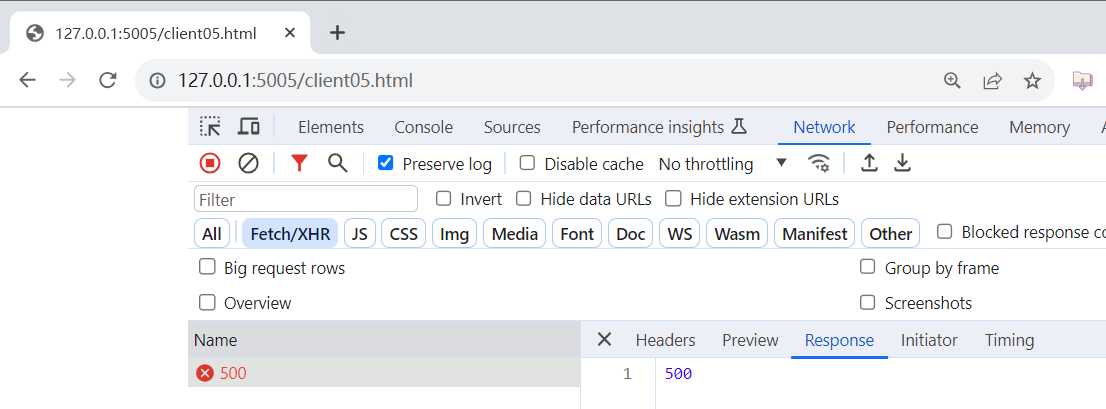 127.0.0.1:5005/client05.html
127.0.0.1:5005/client05.html
Elements Console Sources Performance insights Network Performance Memory
Preserve log Disable cache No throttling
Filter Invert Hide data URLs Hide extension URLs
All Fetch/XHR JS CSS Img Media Font Doc WS Wasm Manifest Other Blocked response co
Big request rows Group by frame
Overview Screenshots
Name Headers Preview Response Initiator Timing
500 1 500